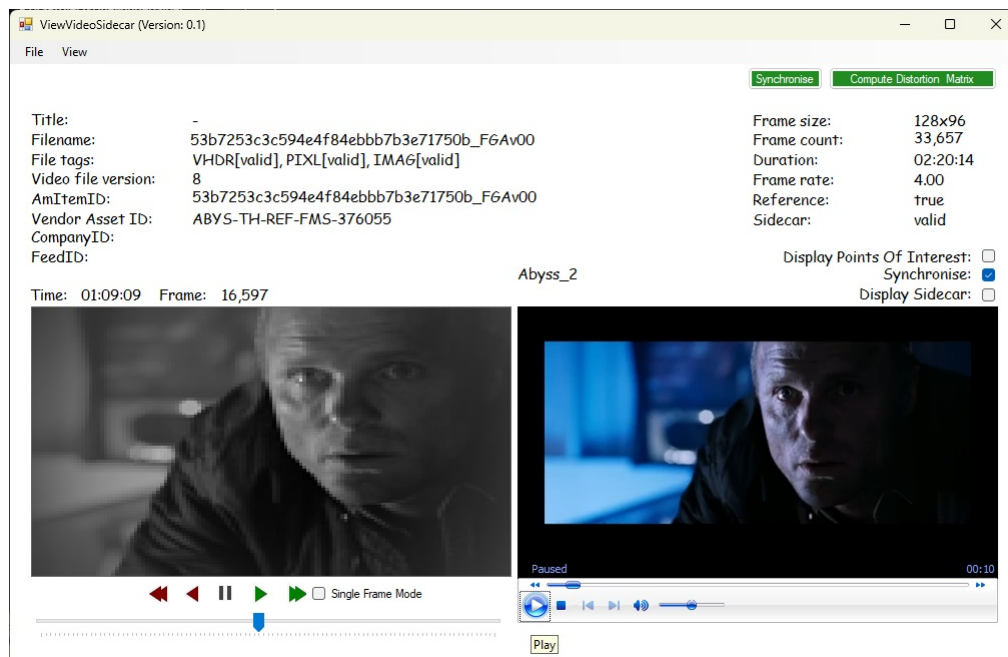 ViewVideoSidecar (Version: 0.1)
File View
Synchronise Compute Distortion Matrix
Title: -
Filename: 53b7253c3c594e4f84ebbb7b3e71750b_F6Av00
File tags: VHDR[valid], PIXL[valid], IMAG[valid]
Video file version: 8
AmItemID: 53b7253c3c594e4f84ebbb7b3e71750b_F6Av00
Vendor Asset ID: ABYS-TH-REF-FMS-376055
CompanyID:
FeedID:
Frame size: 128x96
Frame count: 33,657
Duration: 02:20:14
Frame rate: 4.00
Reference: true
Sidecar: valid
Display Points Of Interest:
Abyss_2 Synchronise:
Time: 01:09:09 Frame: 16,597 Display Sidecar:
Paused 00:10
Single Frame Mode
Play